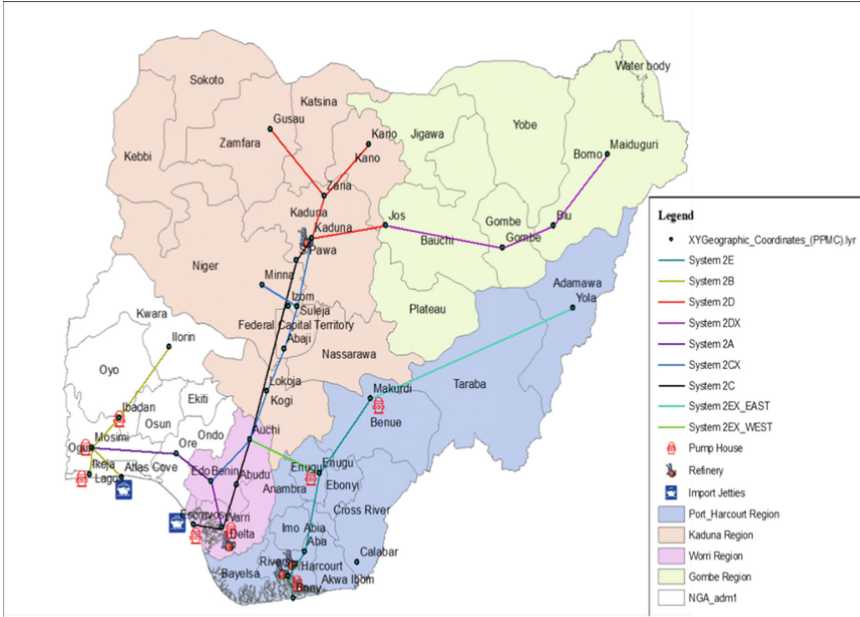 Water body
Sokoto
Katsina
Gusau
Kano
Jigawa
Yobe
Zamfara
Kano
Borno
Maiduguri
Kebbi
Zaria
Kaduna
Kaduna
Jos
Gombe
Biu
Bauchi
Gombe
S.Pawa
Niger
Minna
Adamawa
Izom
Yola
Suleja
Plateau
Kwara
Federal Capital Territory
Ilorin
Abaji
Nassarawa
Oyo
Lokoja
Makurdi
Taraba
Ekiti
Kogi
Ibadan
Benue
Osun
Auchi
Mosimi
Ondo
Ore
Enugu
Enugu
Ikeja
Atlas Cove
Edo
Benin
Abudu
Anambra
Ebonyi
Cross River
Warri
Delta
Imo
Abia
Aba
Calabar
Bayelsa
P.Harcourt
Akwa Ibom
Bonny
Legend
XYGeographic_Coordinates_(PPMC).lyr
System 2E
System 2B
System 2D
System 2DX
System 2A
System 2CX
System 2C
System 2EX_EAST
System 2EX_WEST
Pump House
Refinery
Import Jetties
Port_Harcourt Region
Kaduna Region
Worri Region
Gombe Region
NGA_adm1